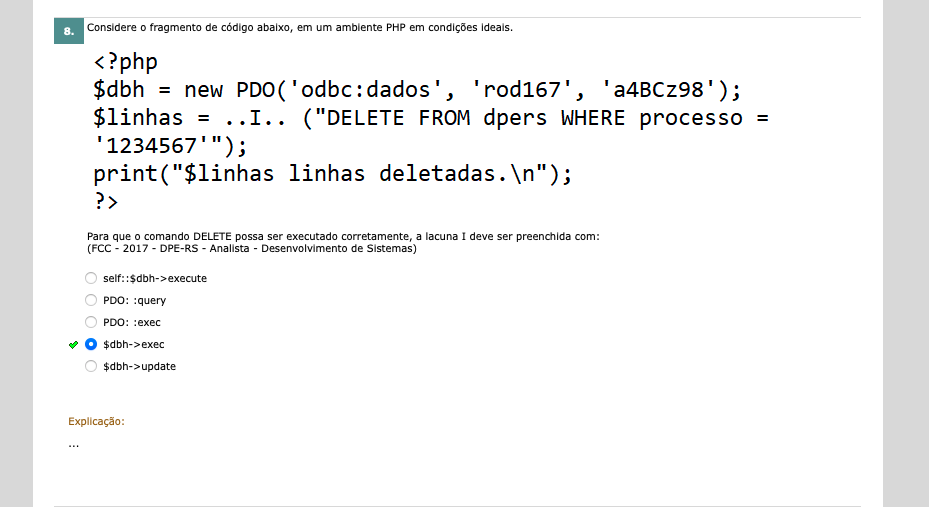 8. Considere o fragmento de código abaixo, em um ambiente PHP em condições ideais.
<?php
$dbh = new PDO('odbc:dados', 'rod167', 'a4BCz98');
$linhas = ..I.. ("DELETE FROM dpers WHERE processo =
'1234567'");
print("$linhas linhas deletadas.\n");
?>
Para que o comando DELETE possa ser executado corretamente, a lacuna I deve ser preenchida com:
(FCC - 2017 - DPE-RS - Analista - Desenvolvimento de Sistemas)
self::$dbh->execute
PDO: :query
PDO: :exec
$dbh->exec
$dbh->update
Explicação:
...